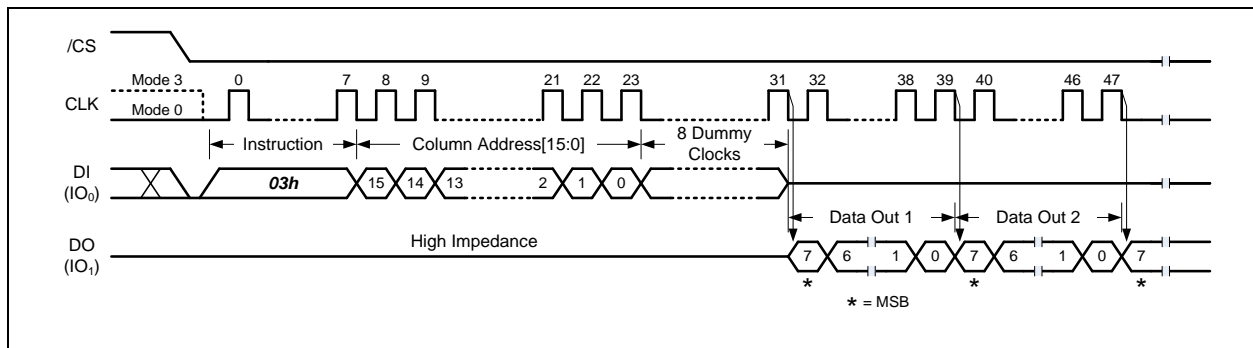 /CS
Mode 3
Mode 0
CLK
0 7 8 9 21 22 23 31 32 38 39 40 46 47
Instruction
Column Address[15:0]
8 Dummy
Clocks
DI
(IO₀)
03h 15 14 13 2 1 0
Data Out 1
Data Out 2
DO
(IO₁)
High Impedance
7 6 1 0 7 6 1 0 7
* * *
* = MSB